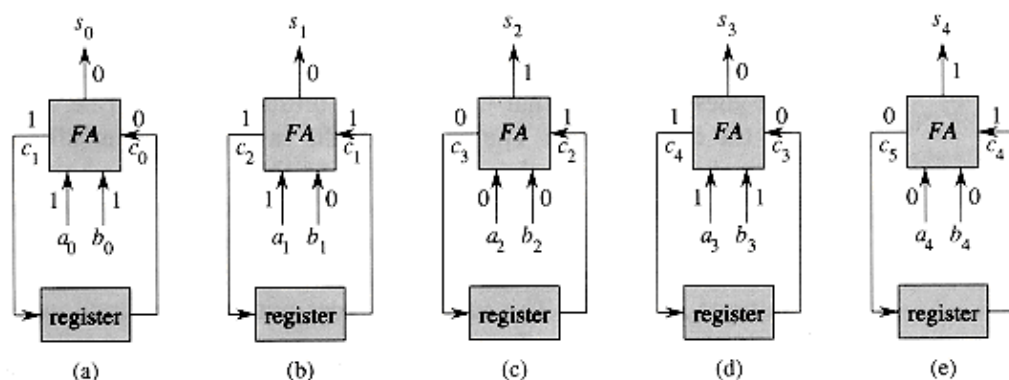 s0 s1 s2 s3 s4
0 0 1 0 1
1 FA 0 1 FA 1 0 FA 1 1 FA 0 0 FA 1
c1 c0 c2 c1 c3 c2 c4 c3 c5 c4
1 1 1 0 0 0 1 1 0 0
a0 b0 a1 b1 a2 b2 a3 b3 a4 b4
register register register register register
(a) (b) (c) (d) (e)